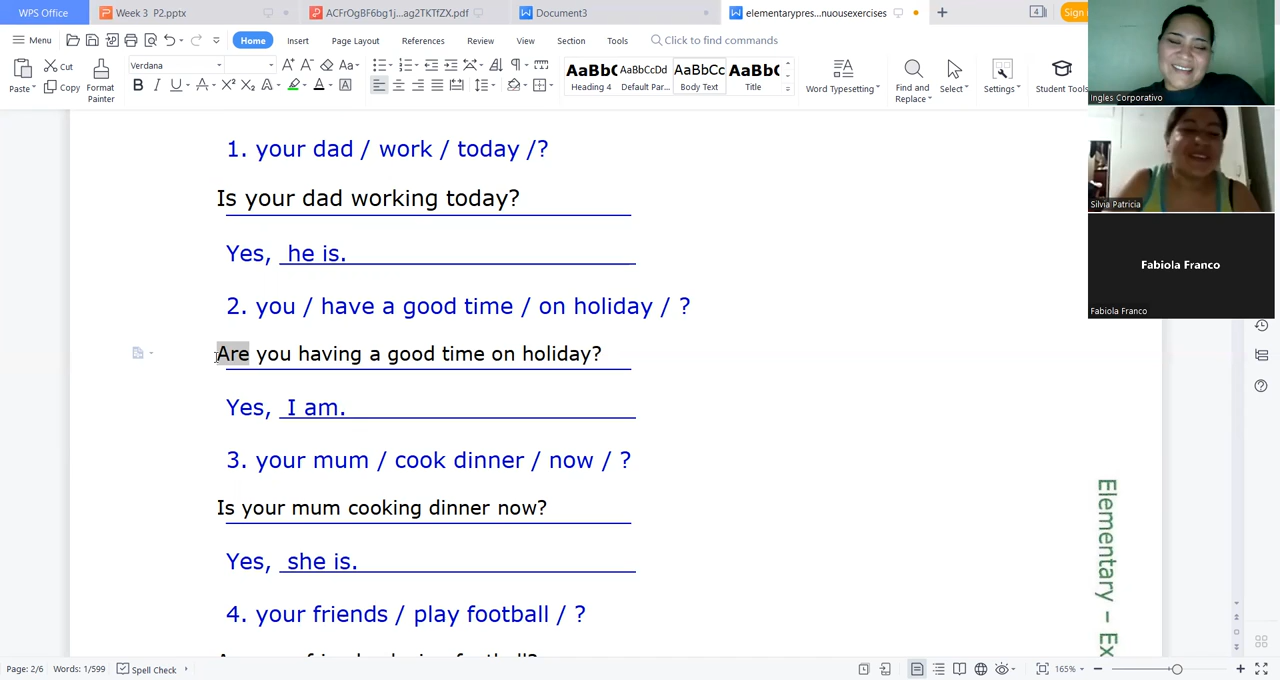 WPS Office
Week 3 P2.pptx
ACFrOgBF6bg1j...ag2TKTfZX.pdf
Document3
elementarypres...nuousexercises
Sign
Menu
Home
Insert
Page Layout
References
Review
View
Section
Tools
Click to find commands
Paste
Cut
Copy
Format Painter
Verdana
AaBbC
Heading 4
AaBbCcDd
Default Par...
AaBbCc
Body Text
AaBbC
Title
Word Typesetting
Find and Replace
Select
Settings
Student Tools
Ingles Corporativo
Silvia Patricia
Fabiola Franco
Fabiola Franco
1. your dad / work / today /?
Is your dad working today?
Yes, he is.
2. you / have a good time / on holiday / ?
Are you having a good time on holiday?
Yes, I am.
3. your mum / cook dinner / now / ?
Is your mum cooking dinner now?
Yes, she is.
4. your friends / play football / ?
Elementary – Ex
Page: 2/6
Words: 1/599
Spell Check
165%